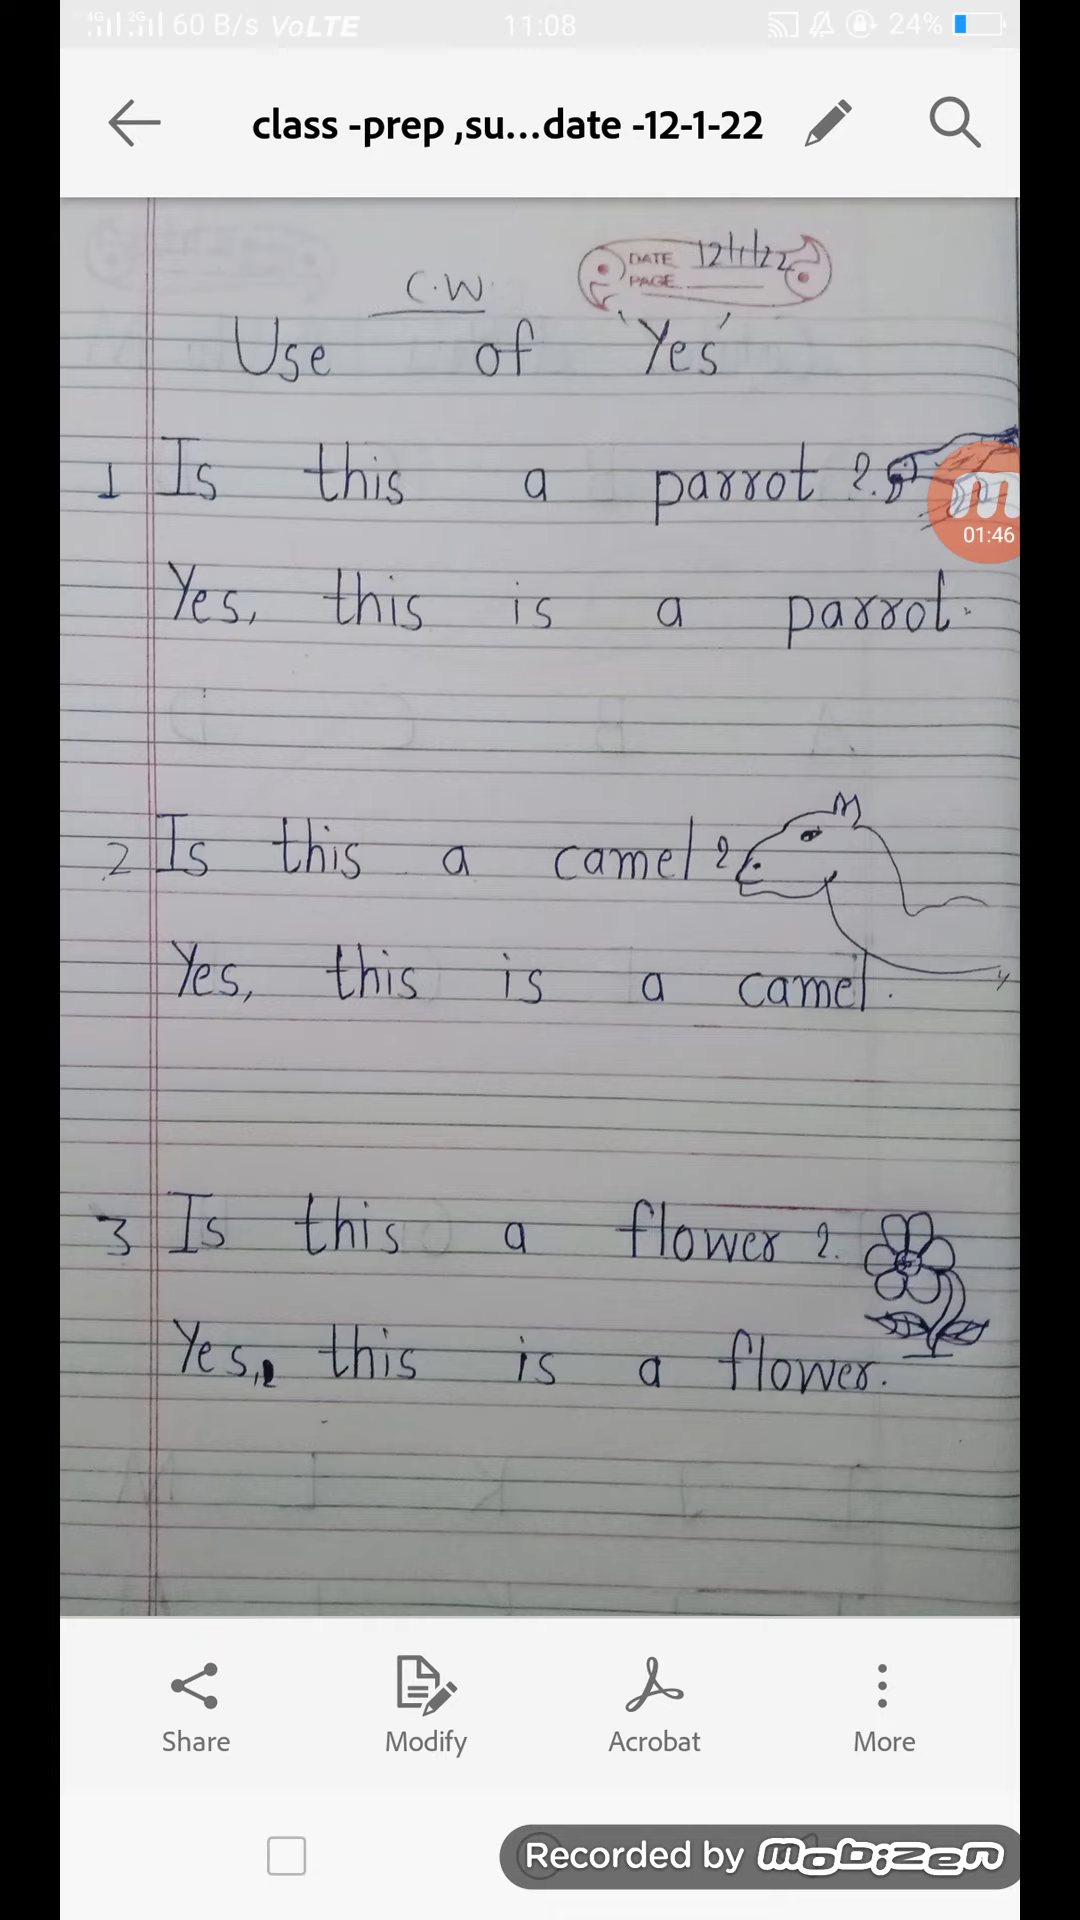 4G 2G 60 B/s VoLTE 11:08 24%
class -prep ,su...date -12-1-22
DATE 12/1/22
PAGE
C.W.
Use of 'Yes'
1 Is this a parrot ?.
01:46
Yes, this is a parrot.
2 Is this a camel ?
Yes, this is a camel.
3 Is this a flower ?.
Yes, this is a flower.
Share Modify Acrobat More
Recorded by mobizen